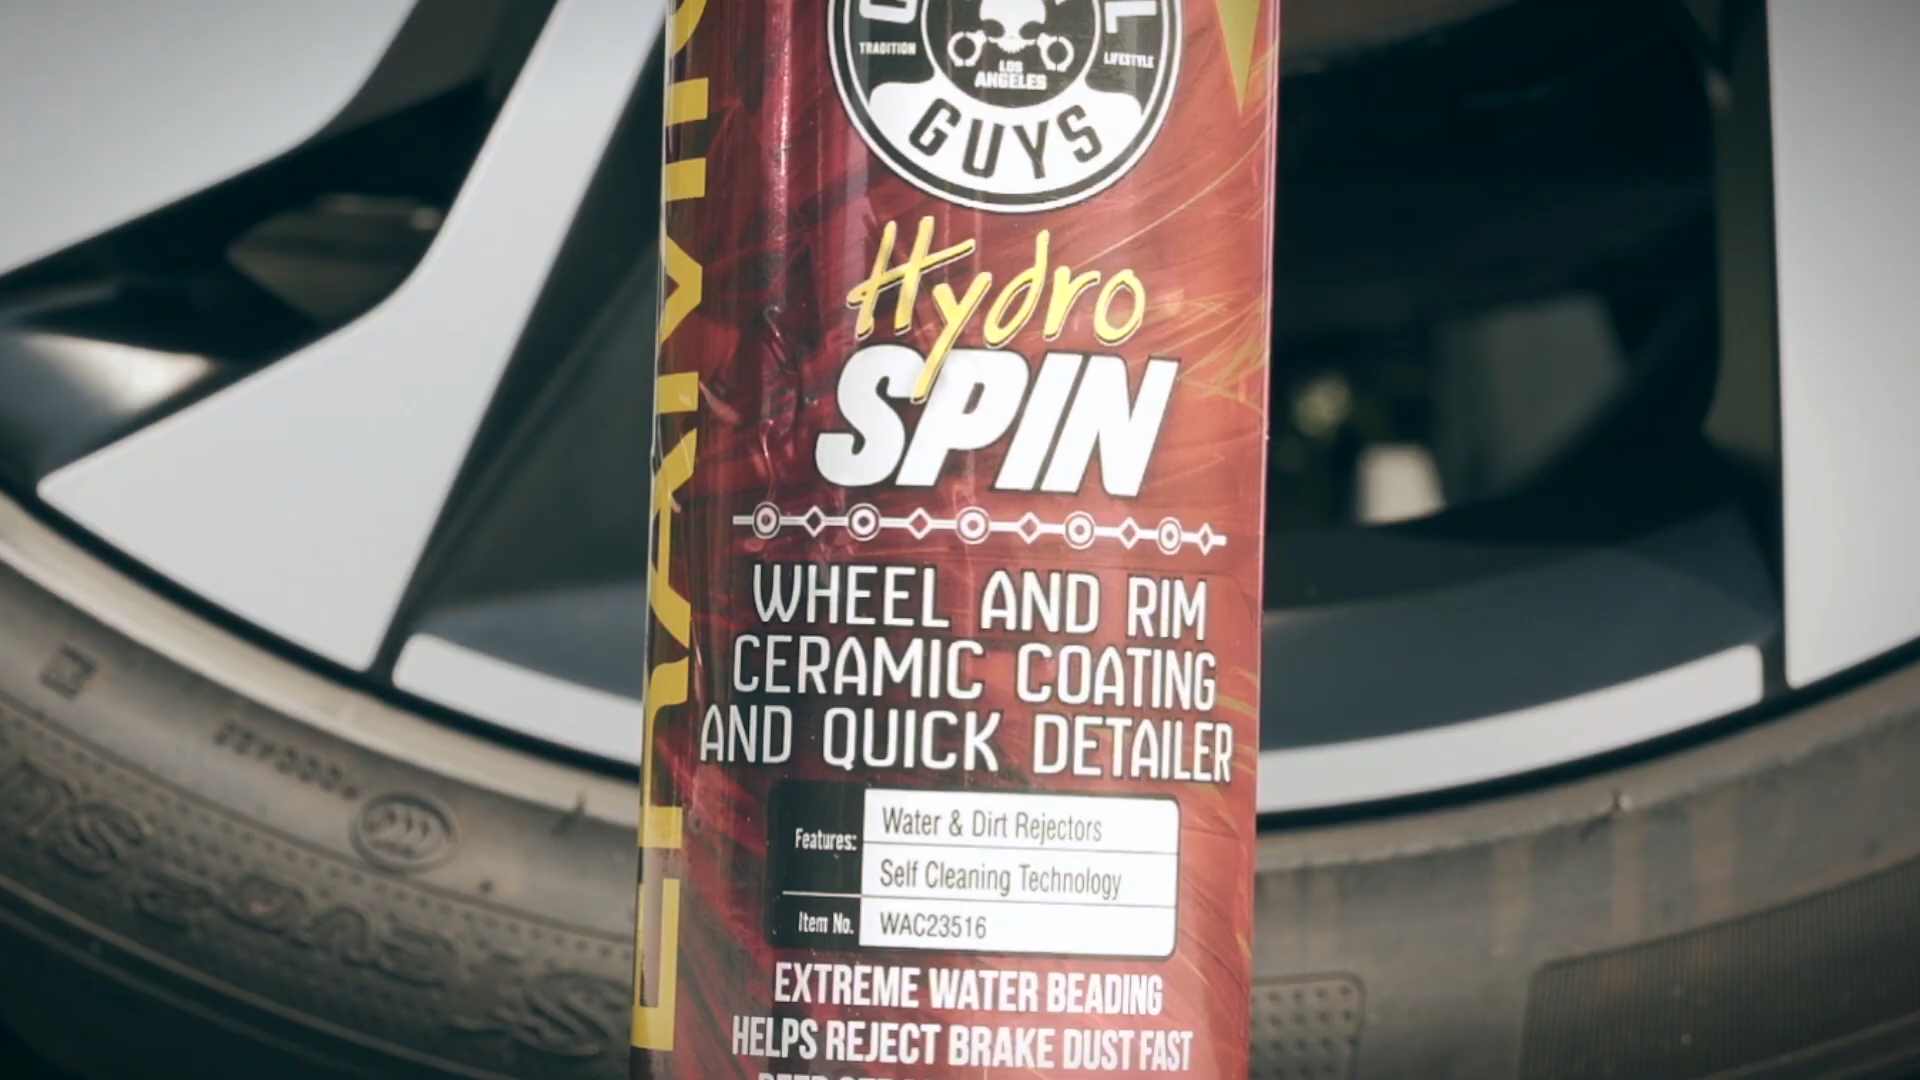 TRADITION
LIFESTYLE
LOS
ANGELES
GUYS
Hydro
SPIN
WHEEL AND RIM
CERAMIC COATING
AND QUICK DETAILER
Features:
Water & Dirt Rejectors
Self Cleaning Technology
Item No.
WAC23516
EXTREME WATER BEADING
HELPS REJECT BRAKE DUST FAST